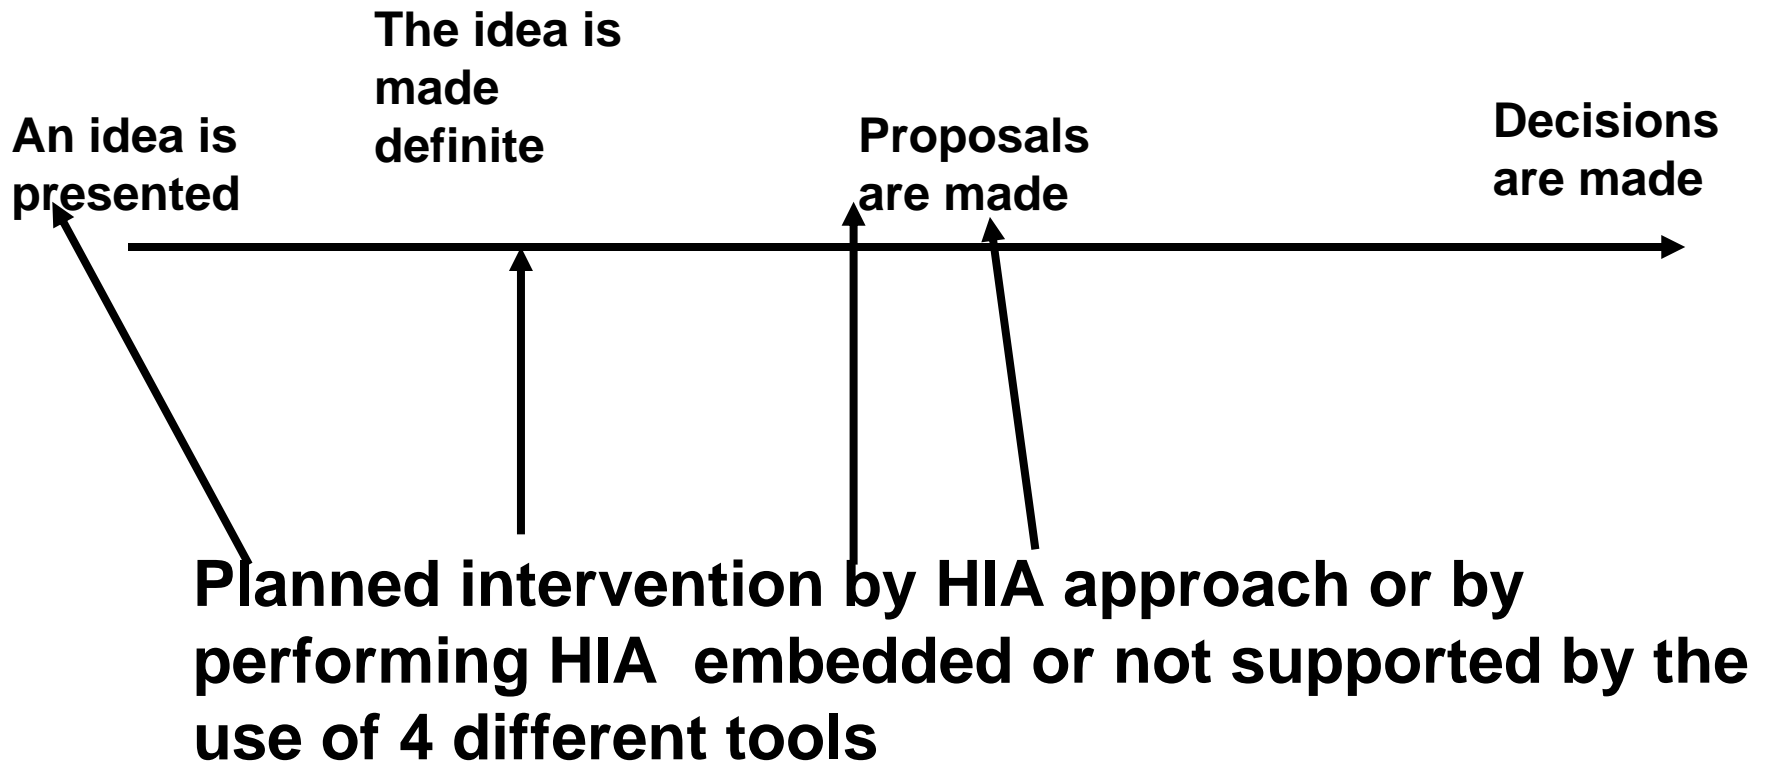 The idea is
made
definite
An idea is
presented
Proposals
are made
Decisions
are made
Planned intervention by HIA approach or by
performing HIA  embedded or not supported by the
use of 4 different tools